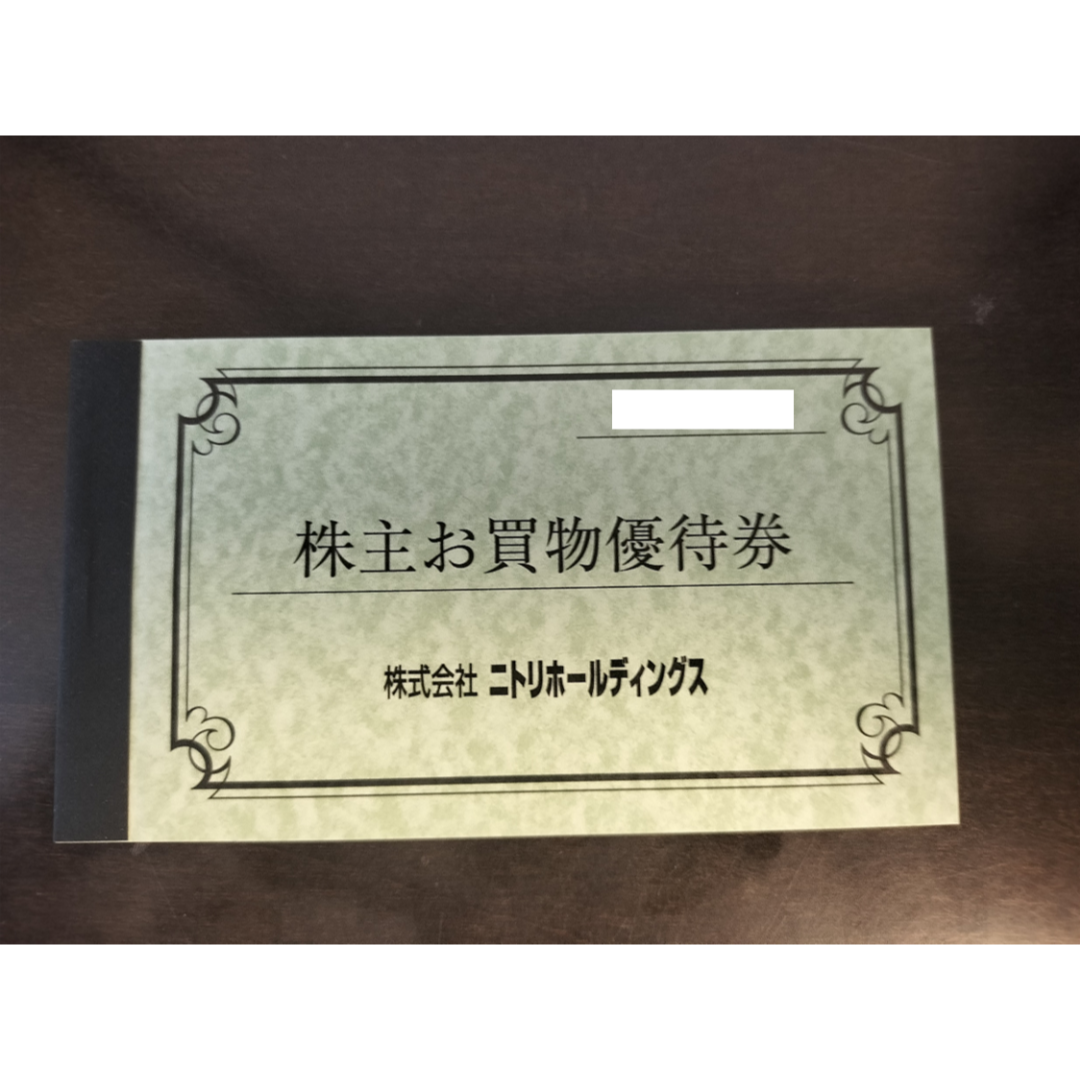 株主お買物優待券
株式会社 ニトリホールディングス